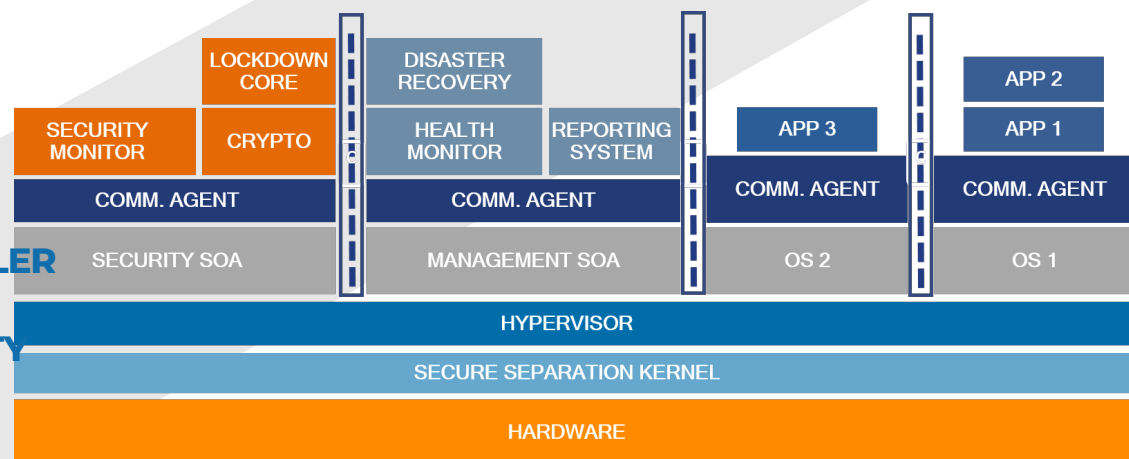 LOCKDOWN
CORE
DISASTER
RECOVERY
APP 2
SECURITY
MONITOR
CRYPTO
HEALTH
MONITOR
REPORTING
SYSTEM
APP 3
APP 1
COMM. AGENT
COMM. AGENT
COMM. AGENT
COMM. AGENT
LER
SECURITY SOA
MANAGEMENT SOA
OS 2
OS 1
HYPERVISOR
TY
SECURE SEPARATION KERNEL
HARDWARE